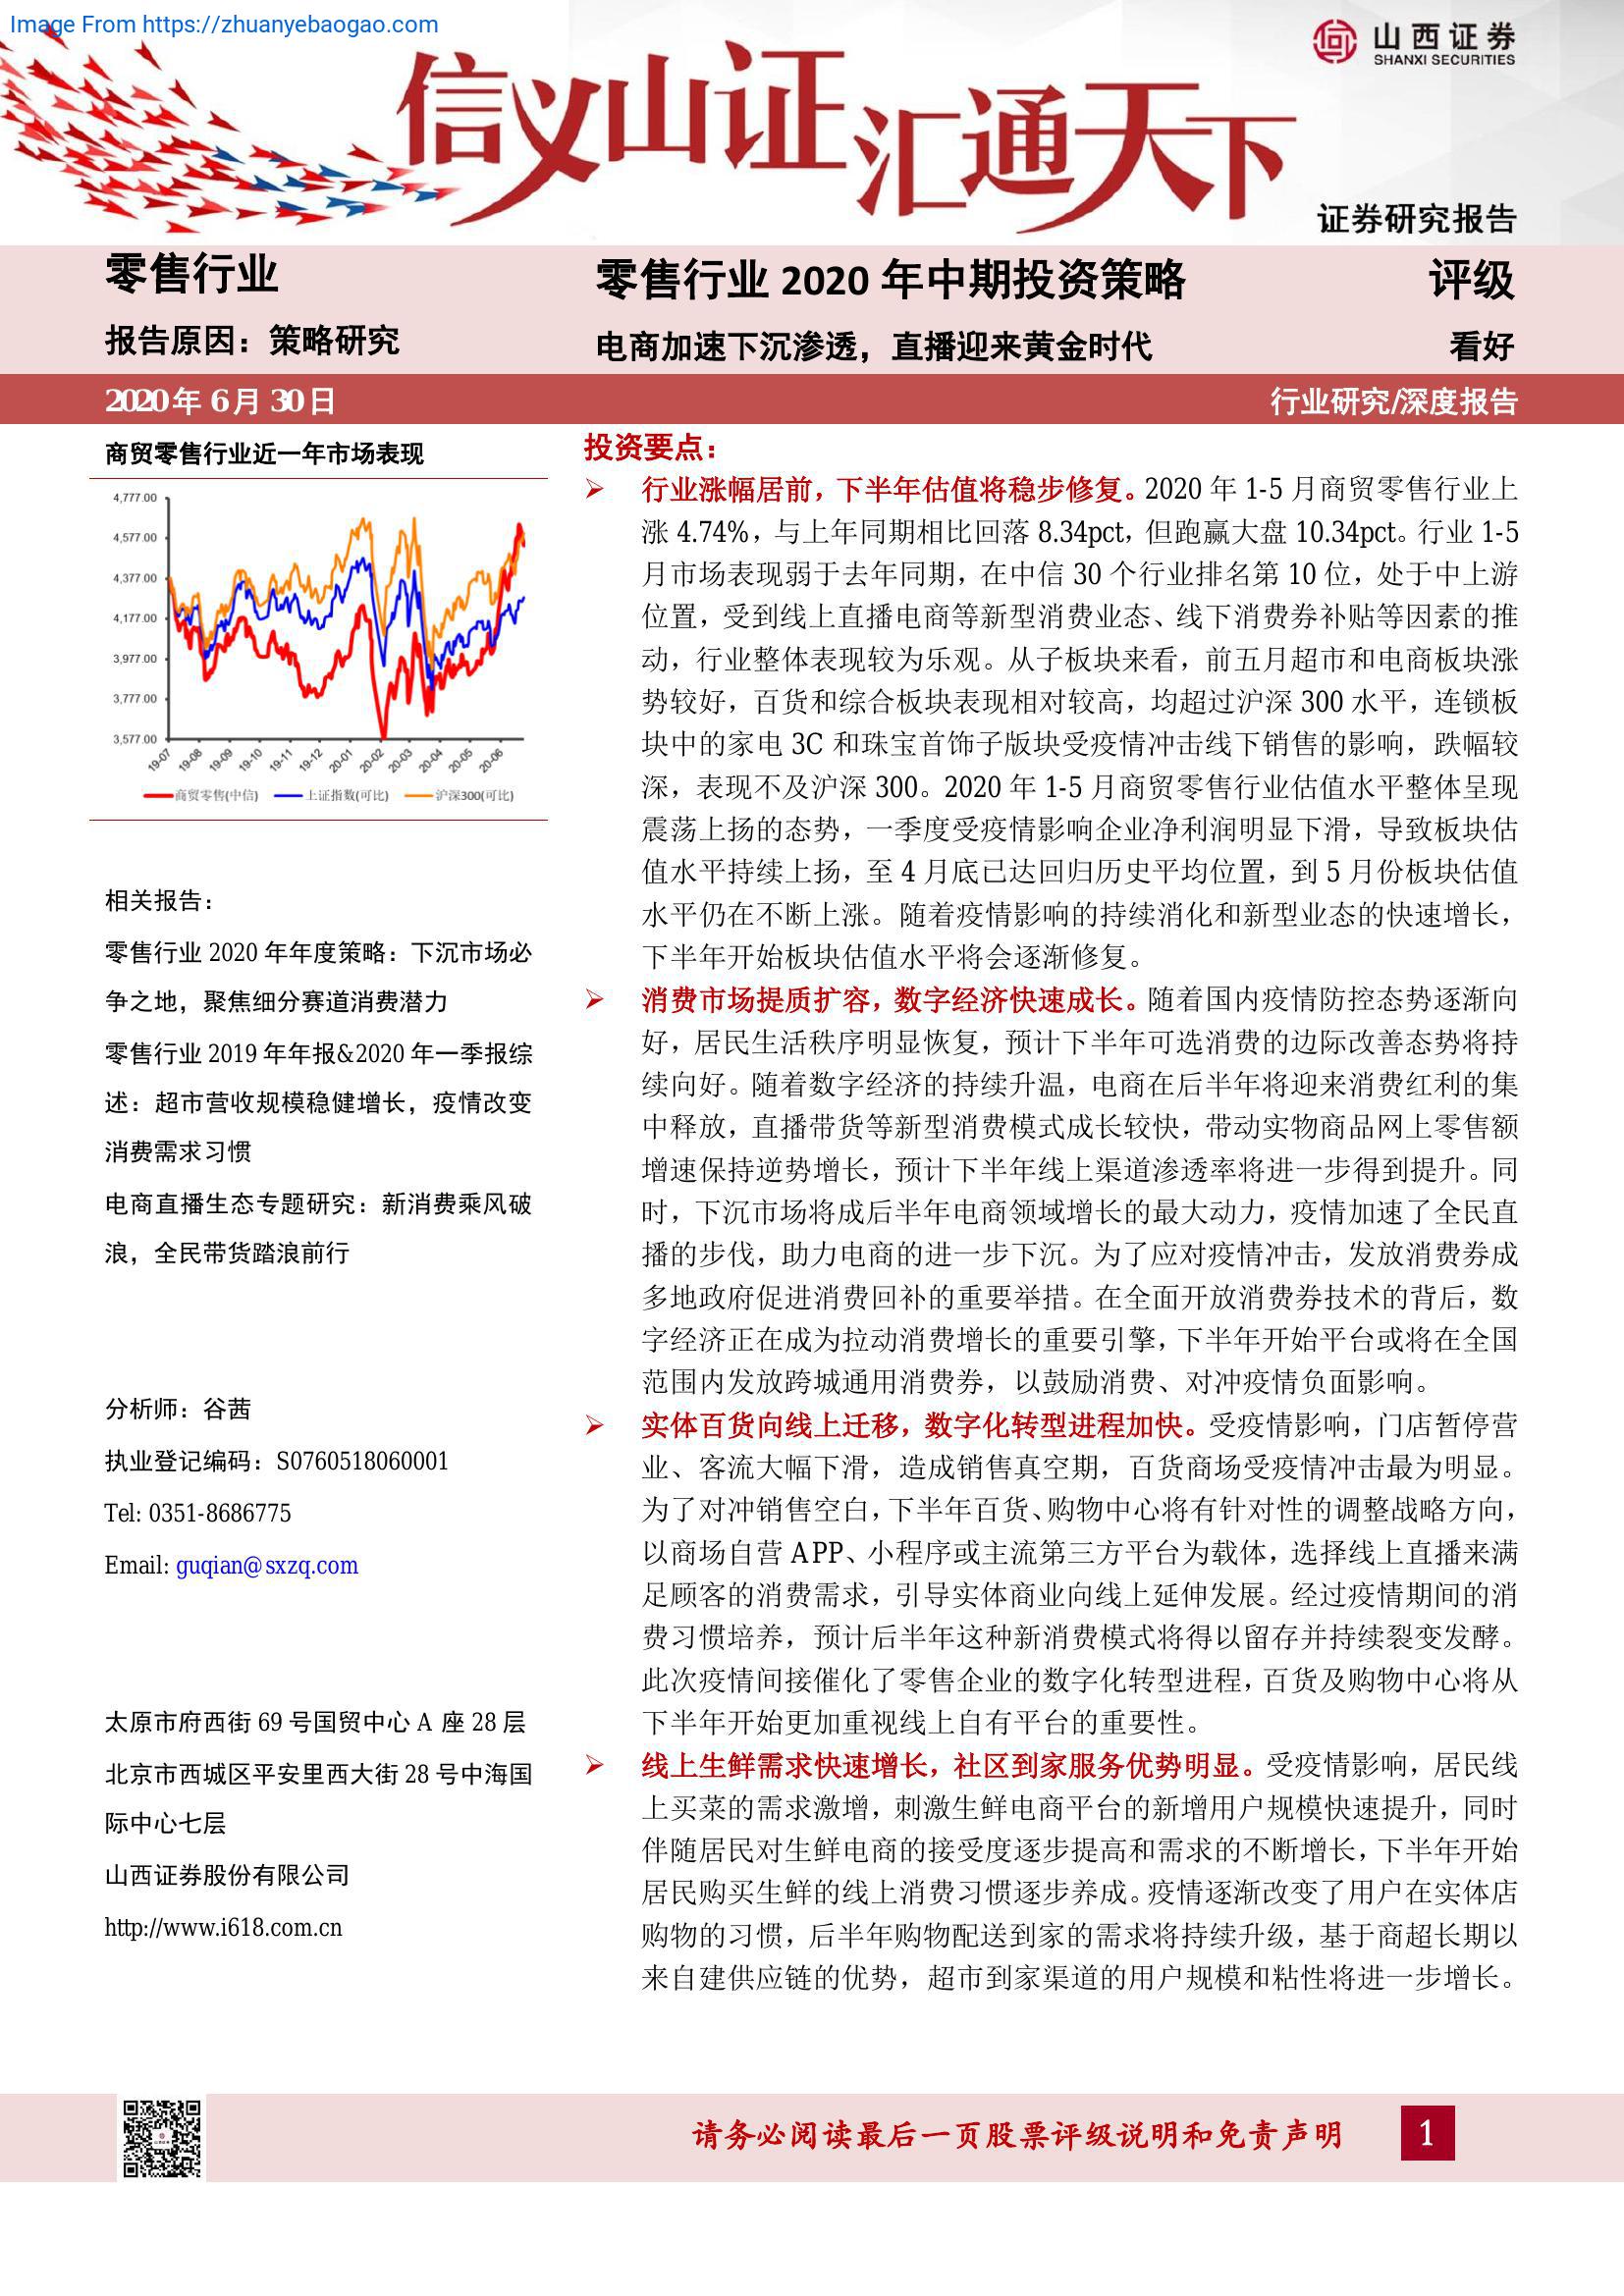 Image From https://zhuanyebaogao.com
山西证券
SHANXI SECURITIES
信义山证汇通天下
证券研究报告
零售行业
报告原因：策略研究
零售行业 2020 年中期投资策略
电商加速下沉渗透，直播迎来黄金时代
评级
看好
2020年 6月 30日
行业研究/深度报告
商贸零售行业近一年市场表现
4,777.00
4,577.00
4,377.00
4,177.00
3,977.00
3,777.00
3,577.00
19-07 19-08 19-09 19-10 19-11 19-12 20-01 20-02 20-03 20-04 20-05 20-06
商贸零售(中信) 上证指数(可比) 沪深300(可比)
相关报告：
零售行业 2020 年年度策略：下沉市场必
争之地，聚焦细分赛道消费潜力
零售行业 2019 年年报&2020 年一季报综
述：超市营收规模稳健增长，疫情改变
消费需求习惯
电商直播生态专题研究：新消费乘风破
浪，全民带货踏浪前行
分析师：谷茜
执业登记编码：S0760518060001
Tel: 0351-8686775
Email: guqian@sxzq.com
太原市府西街 69 号国贸中心 A 座 28 层
北京市西城区平安里西大街 28 号中海国
际中心七层
山西证券股份有限公司
http://www.i618.com.cn
投资要点：
行业涨幅居前，下半年估值将稳步修复。2020 年 1-5 月商贸零售行业上
涨 4.74%，与上年同期相比回落 8.34pct，但跑赢大盘 10.34pct。行业 1-5
月市场表现弱于去年同期，在中信 30 个行业排名第 10 位，处于中上游
位置，受到线上直播电商等新型消费业态、线下消费券补贴等因素的推
动，行业整体表现较为乐观。从子板块来看，前五月超市和电商板块涨
势较好，百货和综合板块表现相对较高，均超过沪深 300 水平，连锁板
块中的家电 3C 和珠宝首饰子版块受疫情冲击线下销售的影响，跌幅较
深，表现不及沪深 300。2020 年 1-5 月商贸零售行业估值水平整体呈现
震荡上扬的态势，一季度受疫情影响企业净利润明显下滑，导致板块估
值水平持续上扬，至 4 月底已达回归历史平均位置，到 5 月份板块估值
水平仍在不断上涨。随着疫情影响的持续消化和新型业态的快速增长，
下半年开始板块估值水平将会逐渐修复。
消费市场提质扩容，数字经济快速成长。随着国内疫情防控态势逐渐向
好，居民生活秩序明显恢复，预计下半年可选消费的边际改善态势将持
续向好。随着数字经济的持续升温，电商在后半年将迎来消费红利的集
中释放，直播带货等新型消费模式成长较快，带动实物商品网上零售额
增速保持逆势增长，预计下半年线上渠道渗透率将进一步得到提升。同
时，下沉市场将成后半年电商领域增长的最大动力，疫情加速了全民直
播的步伐，助力电商的进一步下沉。为了应对疫情冲击，发放消费券成
多地政府促进消费回补的重要举措。在全面开放消费券技术的背后，数
字经济正在成为拉动消费增长的重要引擎，下半年开始平台或将在全国
范围内发放跨城通用消费券，以鼓励消费、对冲疫情负面影响。
实体百货向线上迁移，数字化转型进程加快。受疫情影响，门店暂停营
业、客流大幅下滑，造成销售真空期，百货商场受疫情冲击最为明显。
为了对冲销售空白，下半年百货、购物中心将有针对性的调整战略方向，
以商场自营 APP、小程序或主流第三方平台为载体，选择线上直播来满
足顾客的消费需求，引导实体商业向线上延伸发展。经过疫情期间的消
费习惯培养，预计后半年这种新消费模式将得以留存并持续裂变发酵。
此次疫情间接催化了零售企业的数字化转型进程，百货及购物中心将从
下半年开始更加重视线上自有平台的重要性。
线上生鲜需求快速增长，社区到家服务优势明显。受疫情影响，居民线
上买菜的需求激增，刺激生鲜电商平台的新增用户规模快速提升，同时
伴随居民对生鲜电商的接受度逐步提高和需求的不断增长，下半年开始
居民购买生鲜的线上消费习惯逐步养成。疫情逐渐改变了用户在实体店
购物的习惯，后半年购物配送到家的需求将持续升级，基于商超长期以
来自建供应链的优势，超市到家渠道的用户规模和粘性将进一步增长。
请务必阅读最后一页股票评级说明和免责声明
1